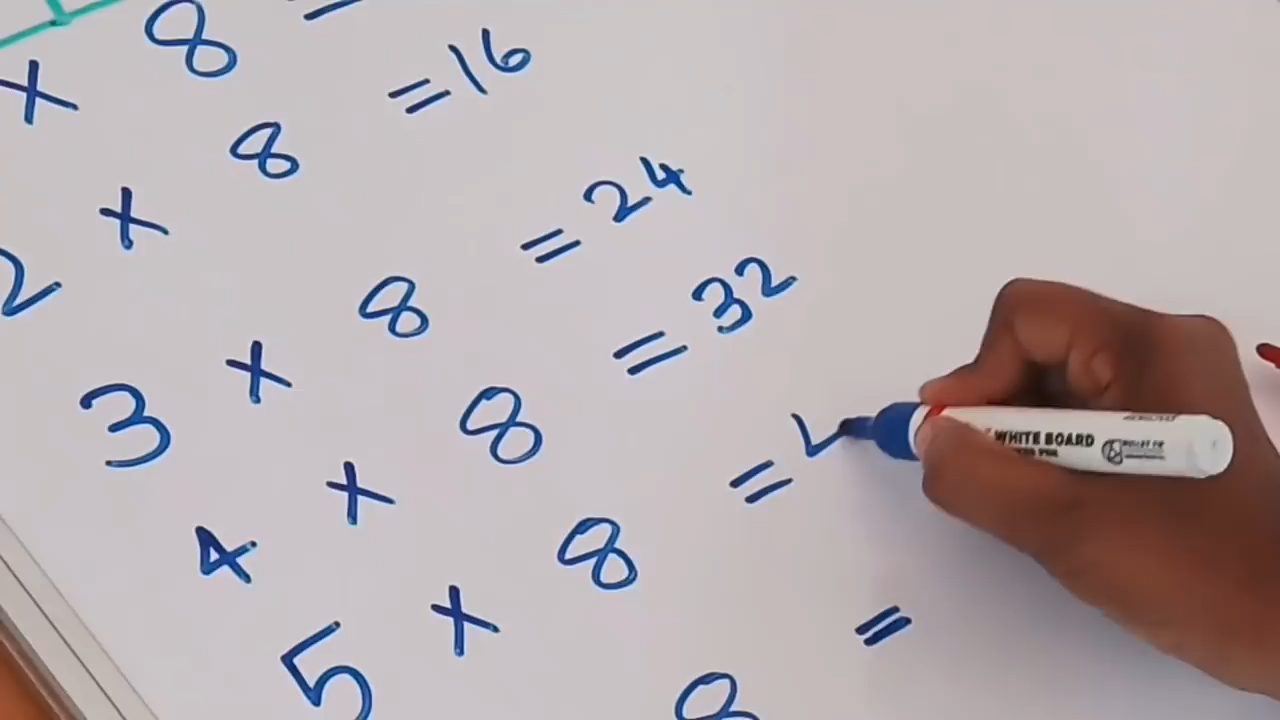 × 8 =
2 × 8 = 16
3 × 8 = 24
4 × 8 = 32
5 × 8 =
8 =
WHITE BOARD